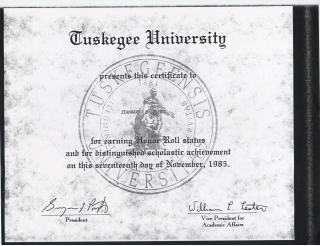 Tuskegee University
presents this certificate to
for earning Honor Roll status
and for distinguished scholastic achievement
on this seventeenth day of November, 1985.
President
Vice President for
Academic Affairs